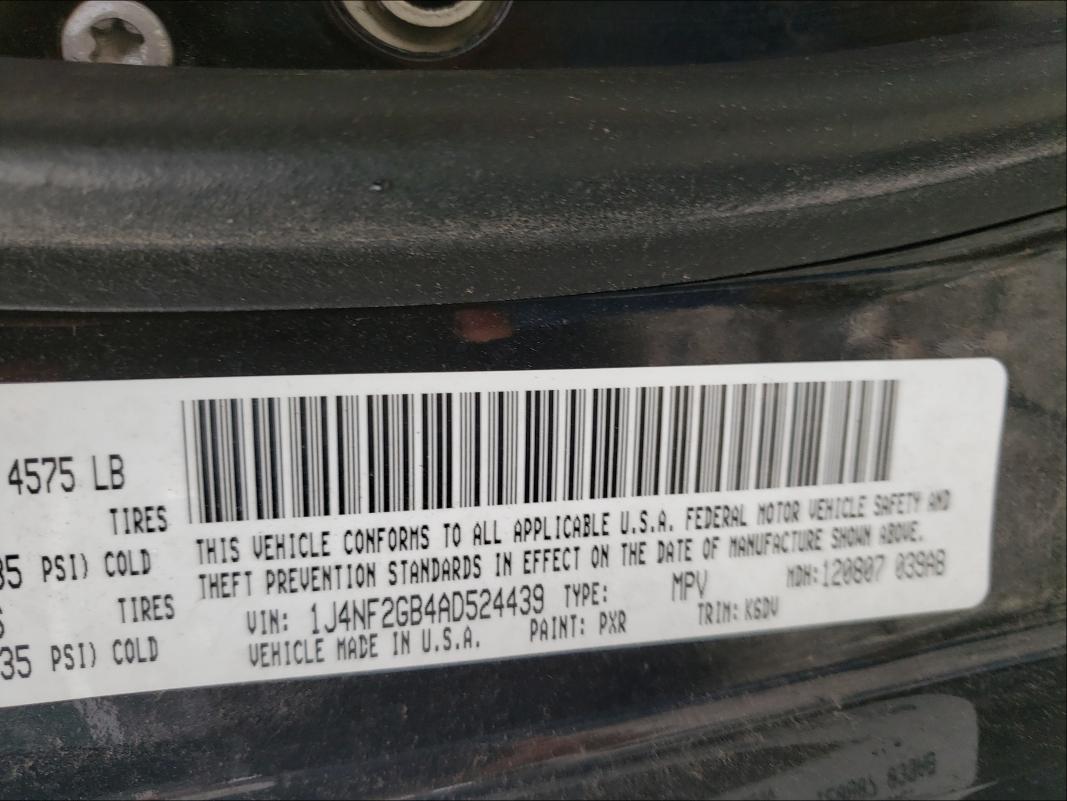 4575 LB
TIRES
THIS VEHICLE CONFORMS TO ALL APPLICABLE U.S.A. FEDERAL MOTOR VEHICLE SAFETY AND
35 PSI) COLD
THEFT PREVENTION STANDARDS IN EFFECT ON THE DATE OF MANUFACTURE SHOWN ABOVE.
TIRES
VIN: 1J4NF2GB4AD524439 TYPE: MPV MDH:120807 039AB
35 PSI) COLD
VEHICLE MADE IN U.S.A. PAINT: PXR TRIM: K6DV